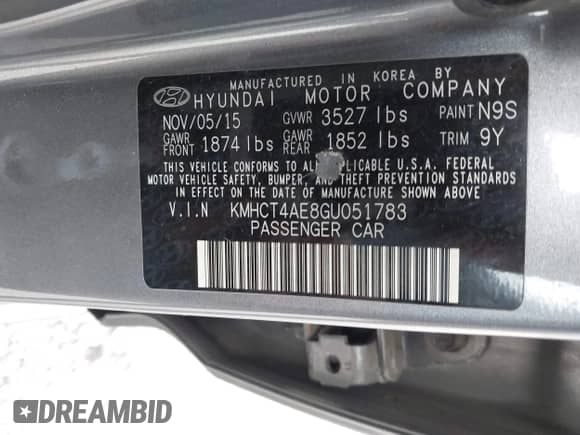 MANUFACTURED IN KOREA BY
HYUNDAI MOTOR COMPANY
NOV/05/15 GVWR 3527 lbs PAINT N9S
GAWR FRONT 1874 lbs GAWR REAR 1852 lbs TRIM 9Y
THIS VEHICLE CONFORMS TO ALL APPLICABLE U.S.A. FEDERAL
MOTOR VEHICLE SAFETY, BUMPER, AND THEFT STANDARDS
IN EFFECT ON THE DATE OF MANUFACTURE SHOWN ABOVE.
V.I.N KMHCT4AE8GU051783
PASSENGER CAR
DREAMBID